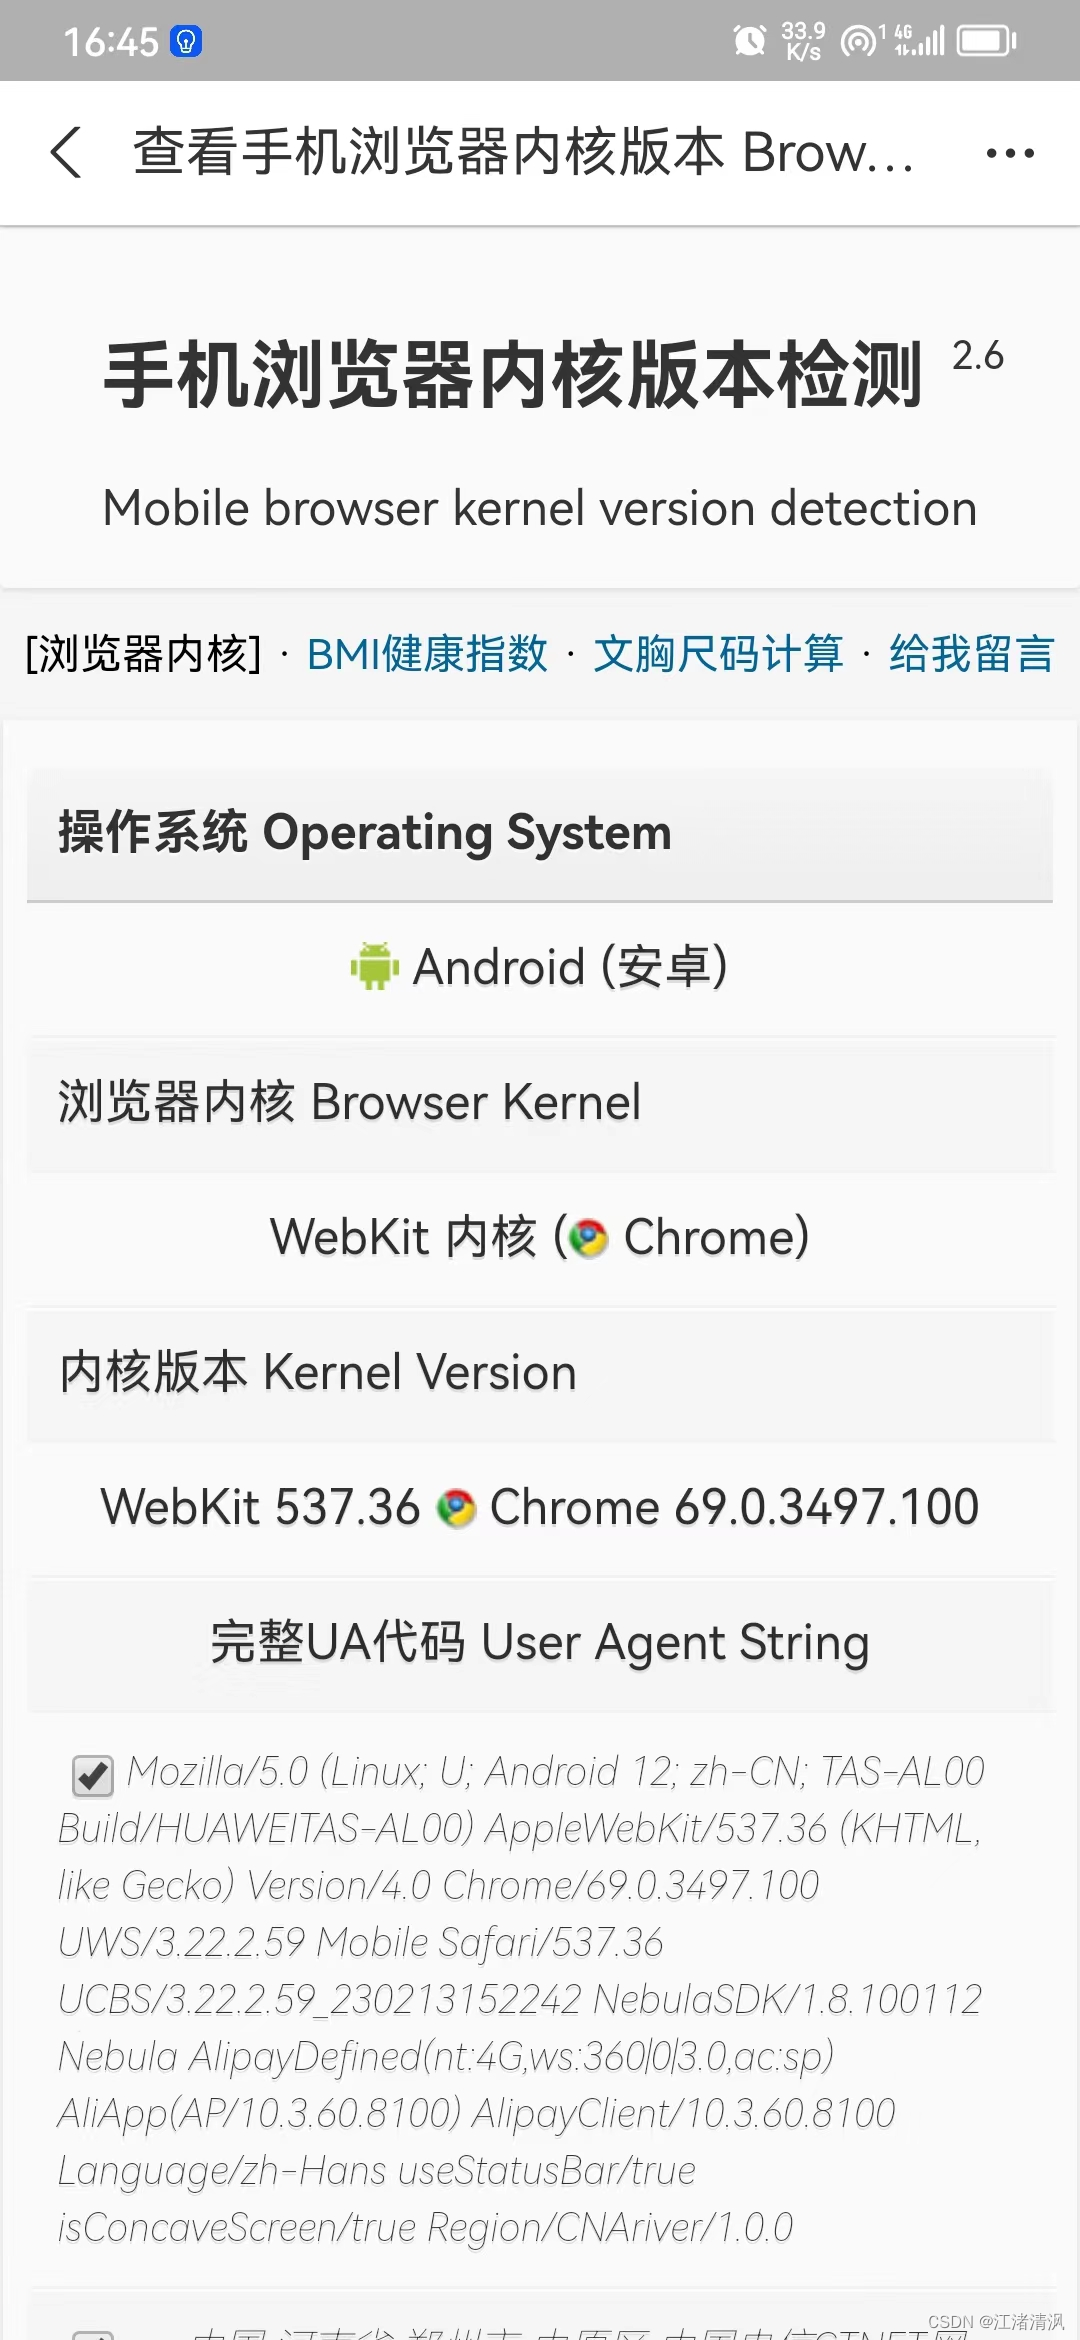 16:45 33.9 K/s 1 4G
查看手机浏览器内核版本 Brow...
手机浏览器内核版本检测 2.6
Mobile browser kernel version detection
[浏览器内核] · BMI健康指数 · 文胸尺码计算 · 给我留言
操作系统 Operating System
Android (安卓)
浏览器内核 Browser Kernel
WebKit 内核 ( Chrome)
内核版本 Kernel Version
WebKit 537.36 Chrome 69.0.3497.100
完整UA代码 User Agent String
Mozilla/5.0 (Linux; U; Android 12; zh-CN; TAS-AL00
Build/HUAWEITAS-AL00) AppleWebKit/537.36 (KHTML,
like Gecko) Version/4.0 Chrome/69.0.3497.100
UWS/3.22.2.59 Mobile Safari/537.36
UCBS/3.22.2.59_230213152242 NebulaSDK/1.8.100112
Nebula AlipayDefined(nt:4G,ws:360|0|3.0,ac:sp)
AliApp(AP/10.3.60.8100) AlipayClient/10.3.60.8100
Language/zh-Hans useStatusBar/true
isConcaveScreen/true Region/CNAriver/1.0.0
CSDN @江渚清沨